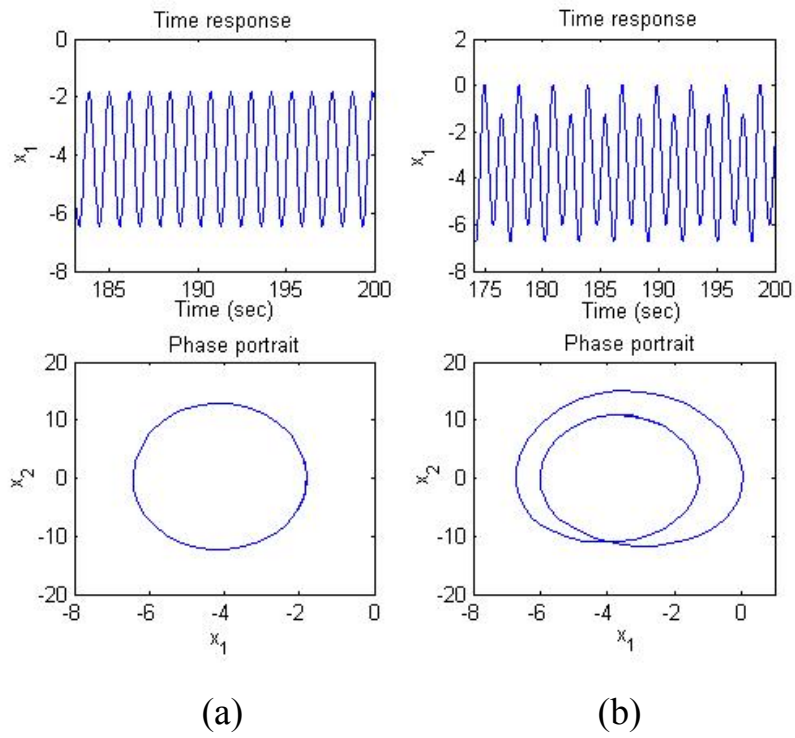 Time response
0
-2
-4
-6
-8
x1
185 190 195 200
Time (sec)
Phase portrait
20
10
0
-10
-20
x2
-8 -6 -4 -2 0
x1
(a)
Time response
2
0
-2
-4
-6
-8
x1
175 180 185 190 195 200
Time (sec)
Phase portrait
20
10
0
-10
-20
x2
-8 -6 -4 -2 0
x1
(b)